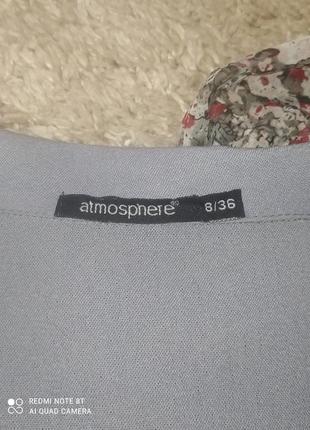 atmosphere® 8/36
REDMI NOTE 8T
AI QUAD CAMERA